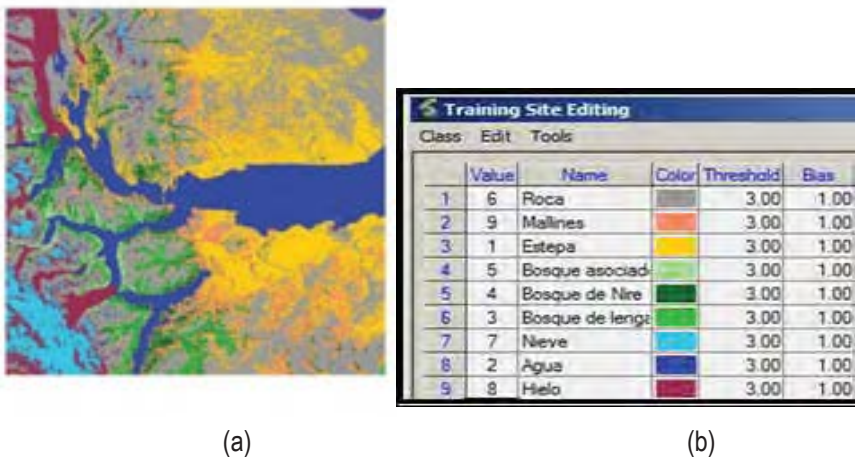 Training Site Editing
Class Edit Tools
Value Name Color Threshold Bias
1 6 Roca 3.00 1.00
2 9 Mallines 3.00 1.00
3 1 Estepa 3.00 1.00
4 5 Bosque asociad 3.00 1.00
5 4 Bosque de Nire 3.00 1.00
6 3 Bosque de lenga 3.00 1.00
7 7 Nieve 3.00 1.00
8 2 Agua 3.00 1.00
9 8 Hielo 3.00 1.00
(a) (b)